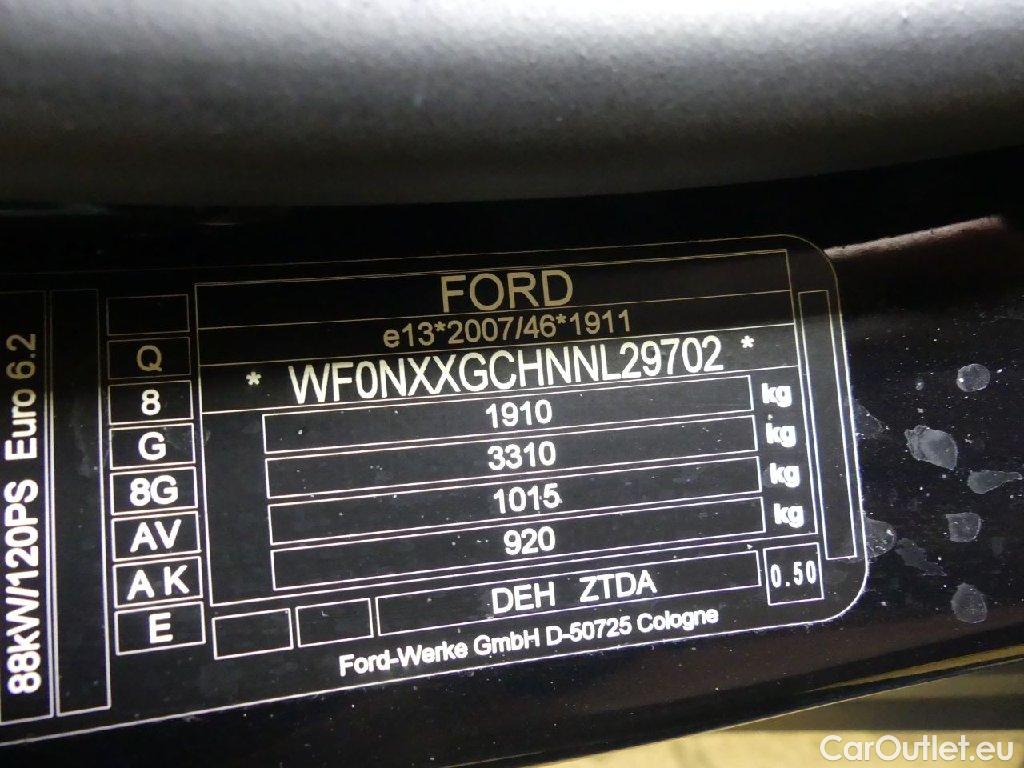 FORD
e13*2007/46*1911
* WF0NXXGCHNNL29702 *
1910 kg
3310 kg
1015 kg
920 kg
DEH ZTDA
0.50
Ford-Werke GmbH D-50725 Cologne
Q
8
G
8G
AV
A K
E
88kW/120PS Euro 6.2
CarOutlet.eu